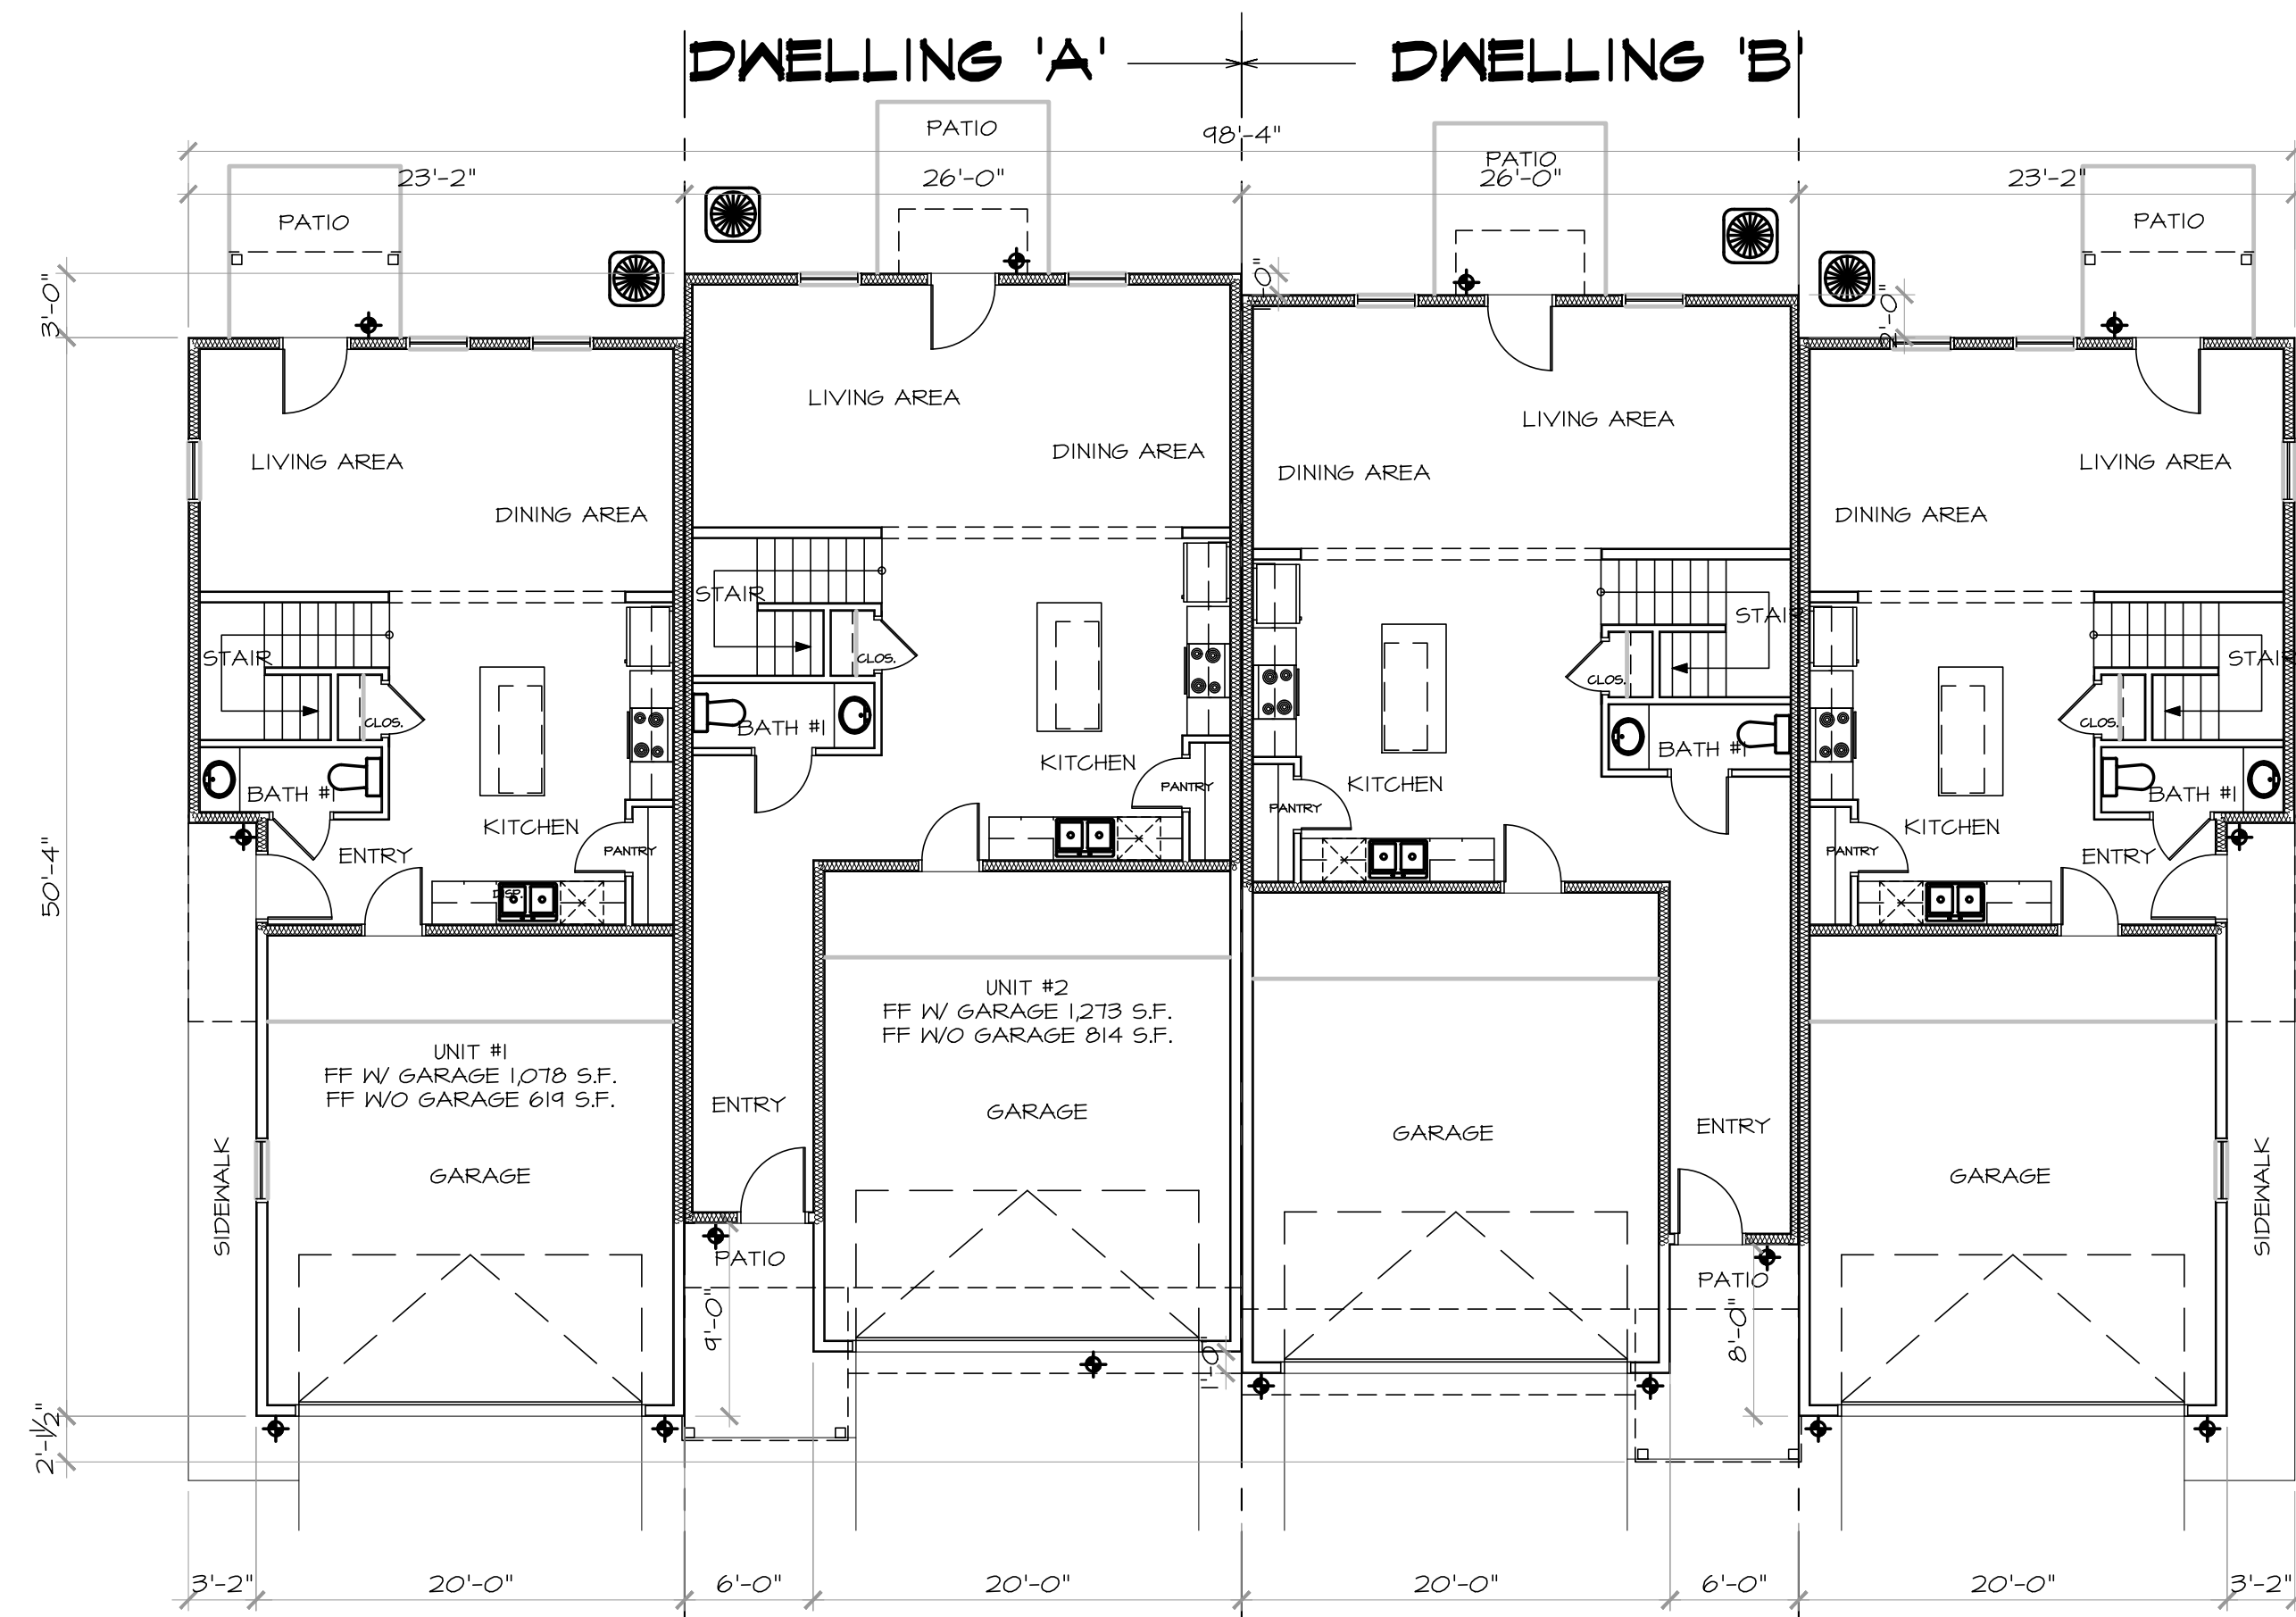 DWELLING 'A'
DWELLING 'B'
98'-4"
23'-2"
26'-0"
26'-0"
23'-2"
PATIO
PATIO
PATIO
PATIO
3'-0"
LIVING AREA
DINING AREA
LIVING AREA
DINING AREA
LIVING AREA
DINING AREA
LIVING AREA
DINING AREA
STAIR
STAIR
STAIR
STAIR
CLOS.
CLOS.
CLOS.
CLOS.
BATH #1
BATH #1
BATH #1
BATH #1
KITCHEN
KITCHEN
KITCHEN
KITCHEN
PANTRY
PANTRY
PANTRY
PANTRY
ENTRY
ENTRY
DISP.
50'-4"
UNIT #1
FF W/ GARAGE 1,078 S.F.
FF W/O GARAGE 619 S.F.
GARAGE
UNIT #2
FF W/ GARAGE 1,273 S.F.
FF W/O GARAGE 814 S.F.
GARAGE
GARAGE
GARAGE
ENTRY
ENTRY
SIDEWALK
SIDEWALK
PATIO
PATIO
9'-0"
1'-0"
8'-0"
2'-1½"
3'-2"
20'-0"
6'-0"
20'-0"
20'-0"
6'-0"
20'-0"
3'-2"